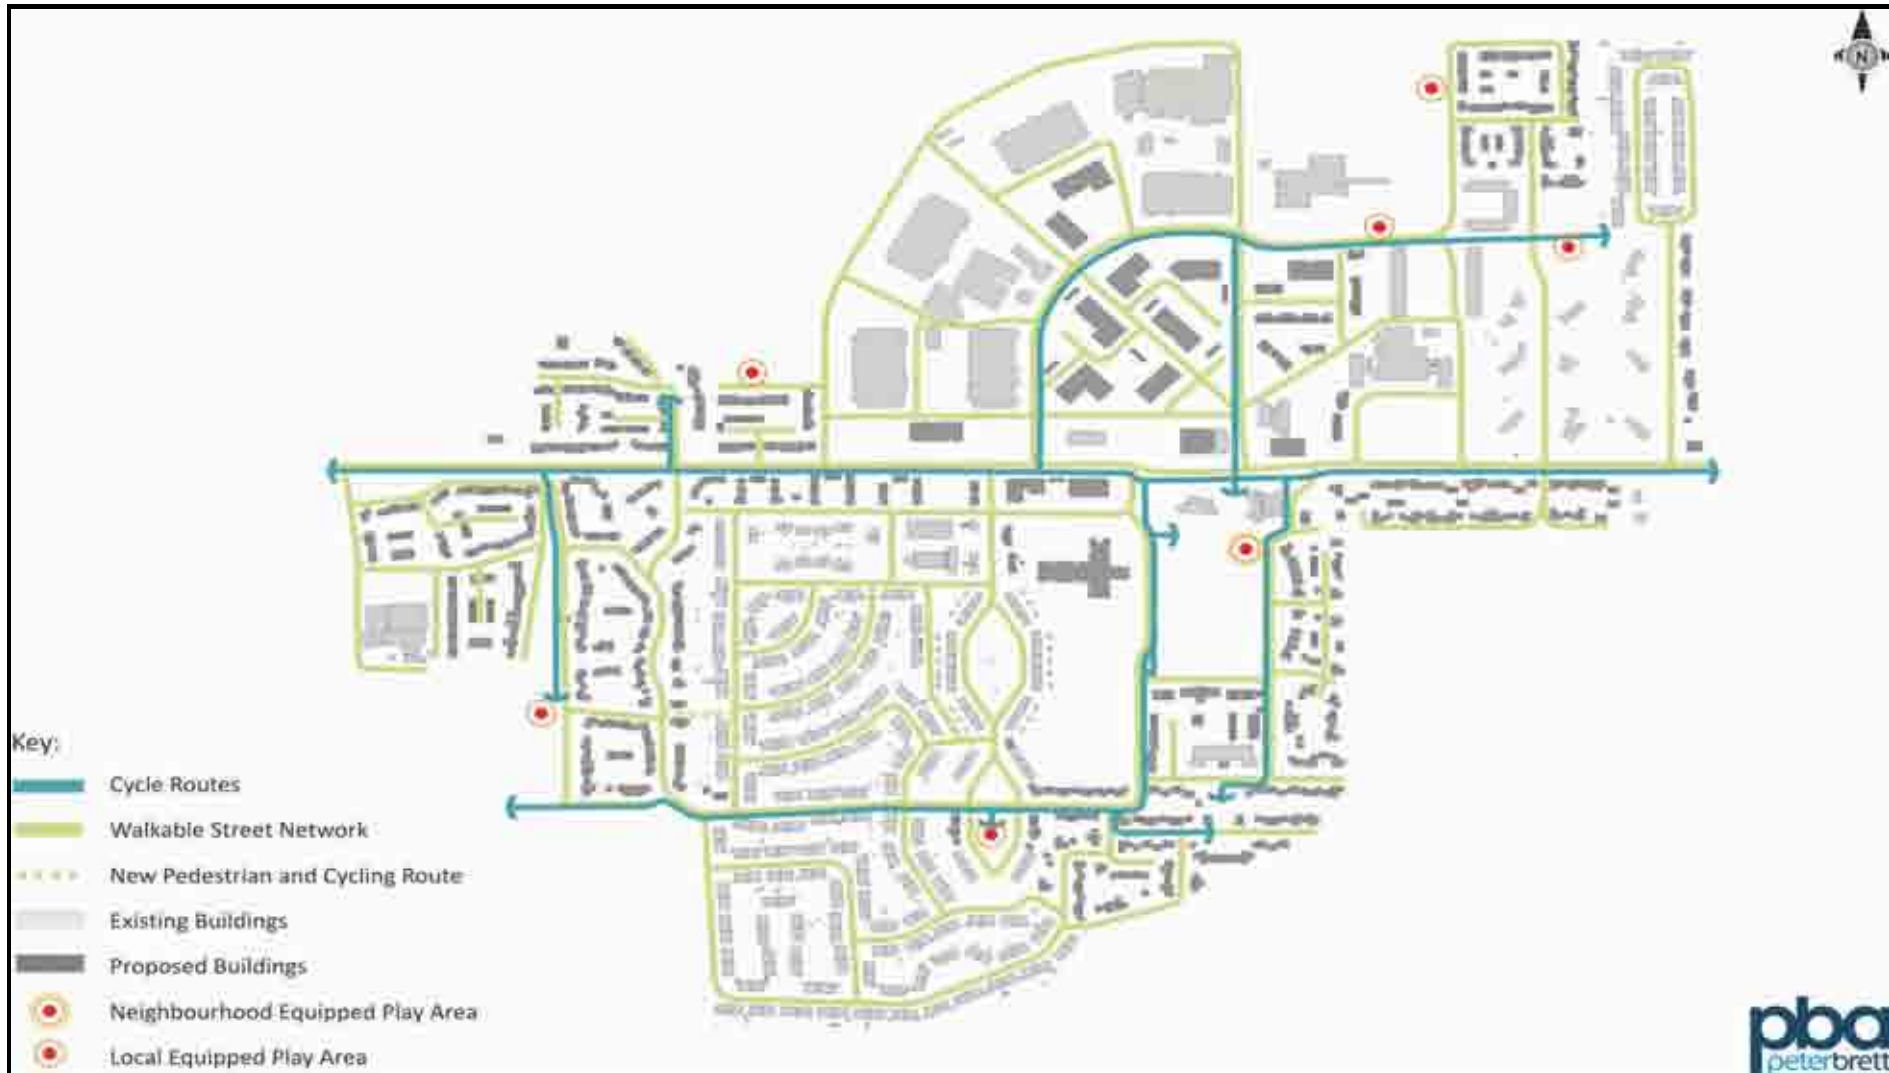 N
Key:
Cycle Routes
Walkable Street Network
New Pedestrian and Cycling Route
Existing Buildings
Proposed Buildings
Neighbourhood Equipped Play Area
Local Equipped Play Area
pba
peterbrett